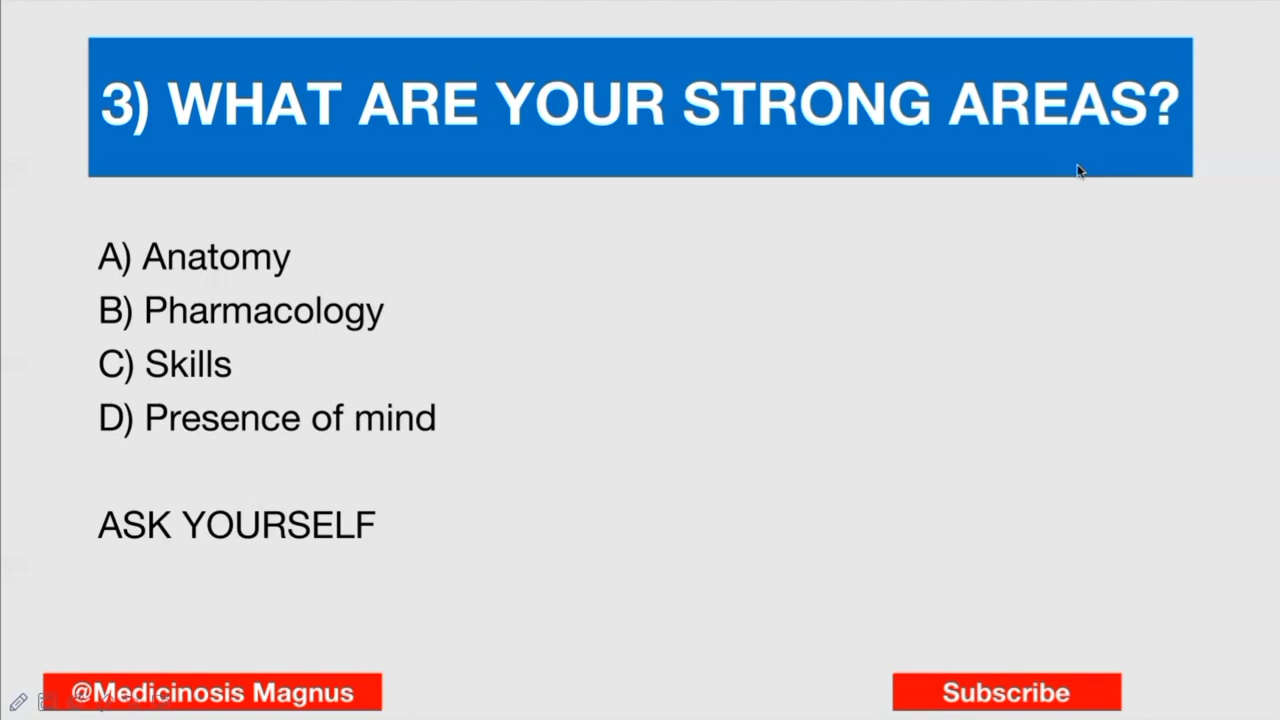 3) WHAT ARE YOUR STRONG AREAS?
A) Anatomy
B) Pharmacology
C) Skills
D) Presence of mind
ASK YOURSELF
@Medicinosis Magnus
Subscribe